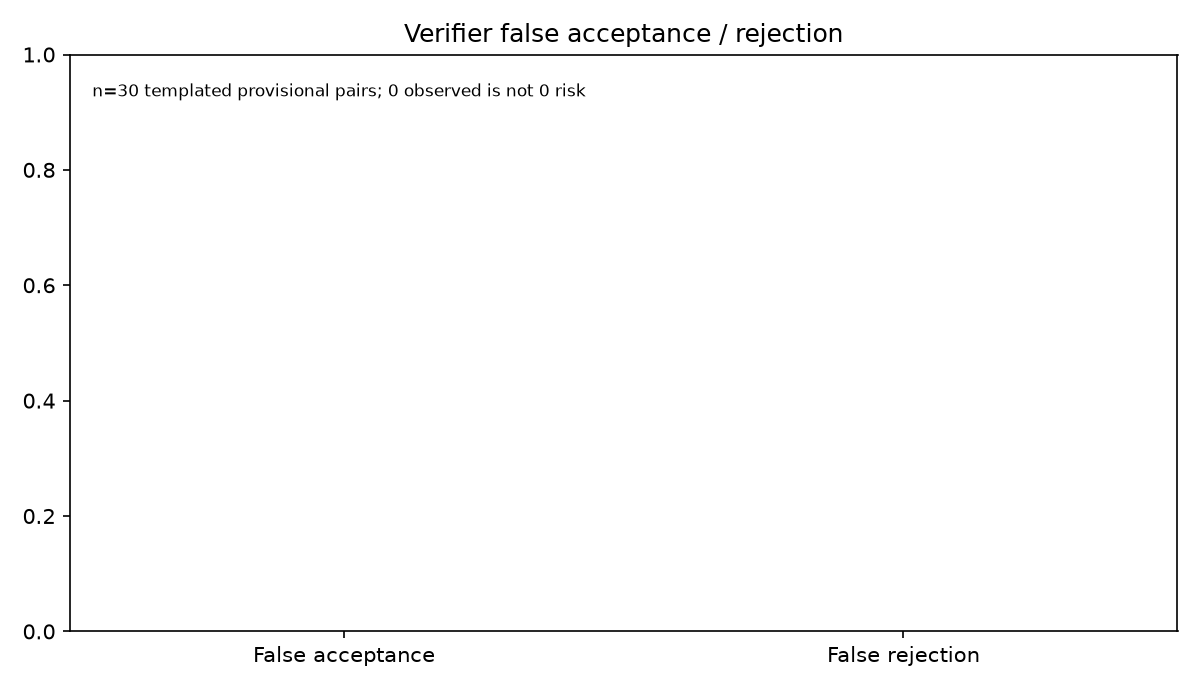 Verifier false acceptance / rejection
1.0
n=30 templated provisional pairs; 0 observed is not 0 risk
0.8
0.6
0.4
0.2
0.0
False acceptance
False rejection